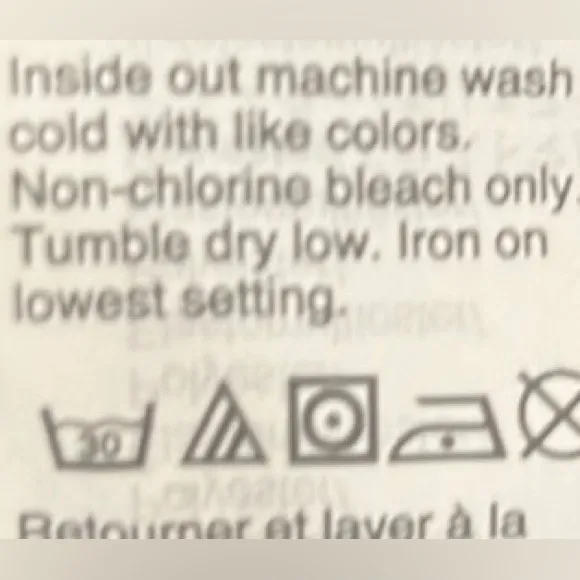 Inside out machine wash
cold with like colors.
Non-chlorine bleach only.
Tumble dry low. Iron on
lowest setting.
30
Retourner et laver à la